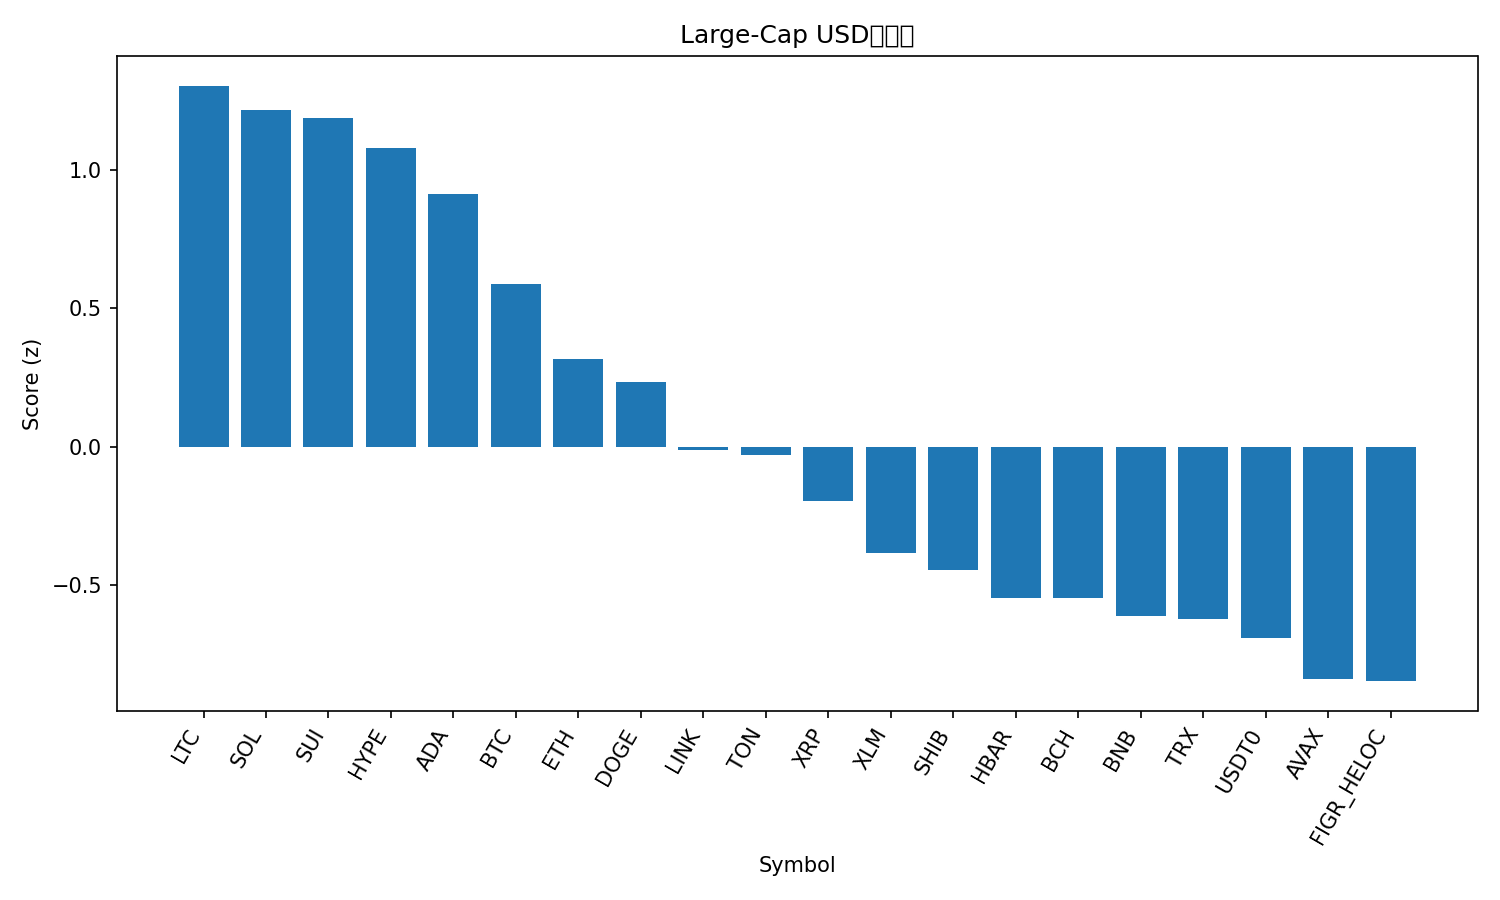 Large-Cap USD
Score (z)
1.0
0.5
0.0
−0.5
LTC
SOL
SUI
HYPE
ADA
BTC
ETH
DOGE
LINK
TON
XRP
XLM
SHIB
HBAR
BCH
BNB
TRX
USDT0
AVAX
FIGR_HELOC
Symbol